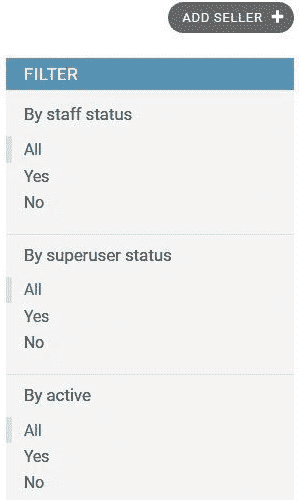 ADD SELLER +
FILTER
By staff status
All
Yes
No
By superuser status
All
Yes
No
By active
All
Yes
No